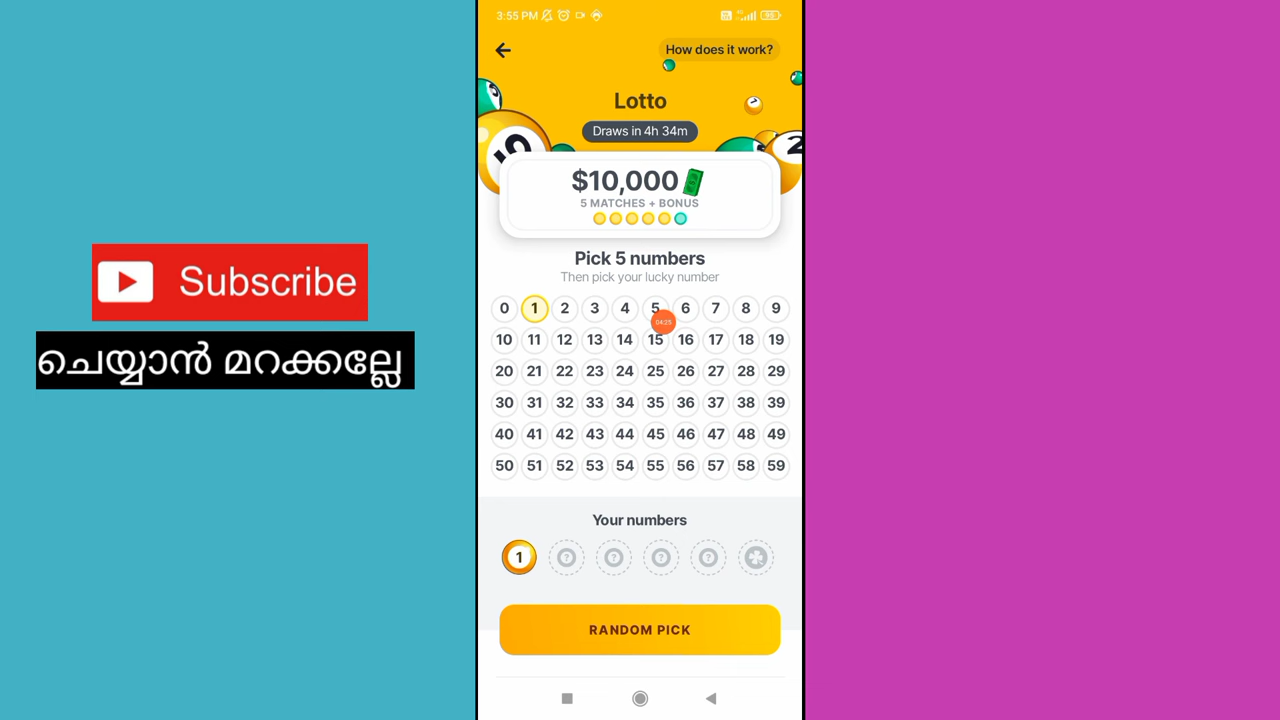 3:55 PM
How does it work?
Lotto
Draws in 4h 34m
$10,000
5 MATCHES + BONUS
Pick 5 numbers
Then pick your lucky number
0 1 2 3 4 5 6 7 8 9
04:25
10 11 12 13 14 15 16 17 18 19
20 21 22 23 24 25 26 27 28 29
30 31 32 33 34 35 36 37 38 39
40 41 42 43 44 45 46 47 48 49
50 51 52 53 54 55 56 57 58 59
Your numbers
1
RANDOM PICK
Subscribe
ചെയ്യാൻ മറക്കല്ലേ